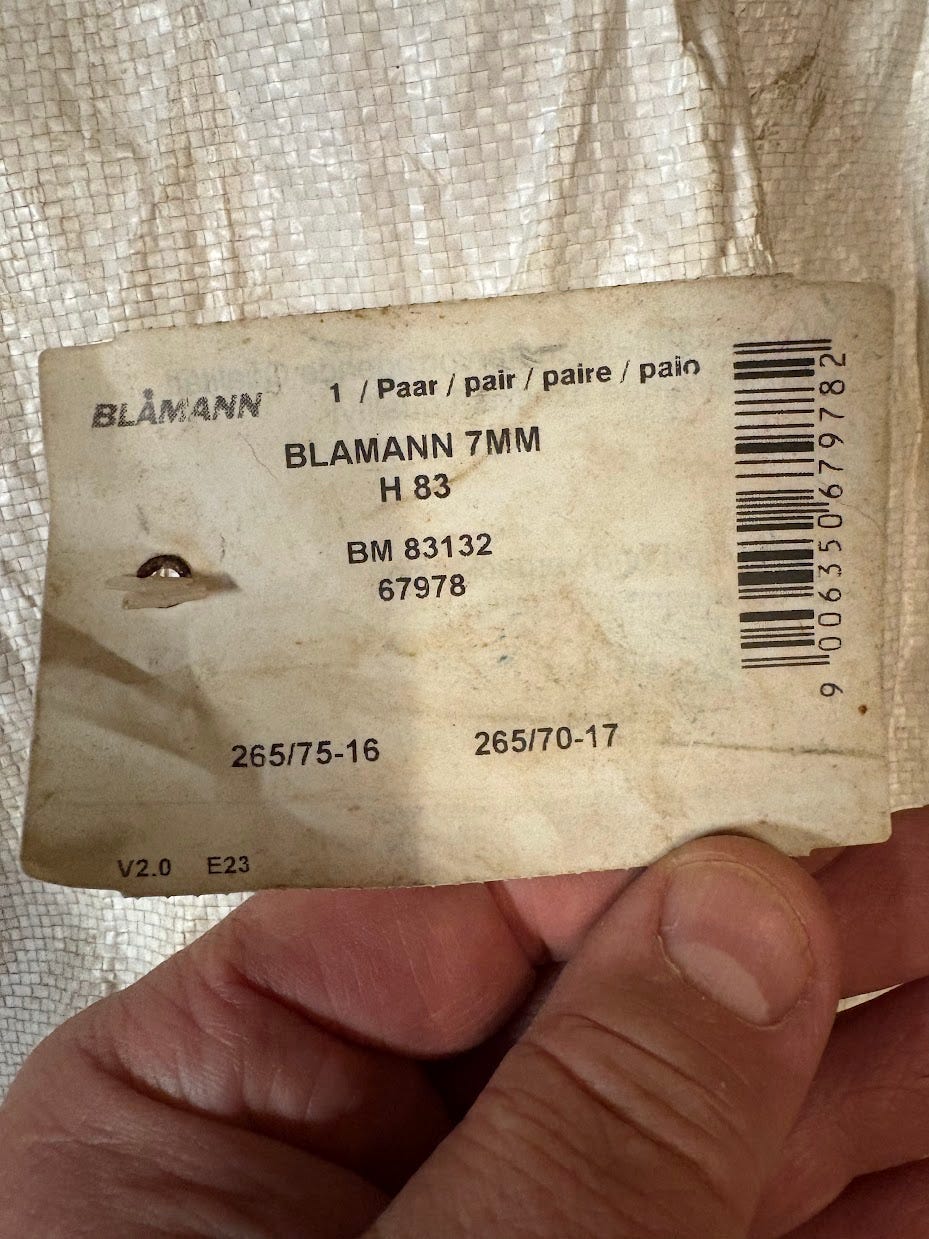 BLÅMANN
1 / Paar / pair / paire / paio
BLAMANN 7MM
H 83
BM 83132
67978
265/75-16 265/70-17
V2.0 E23
9 006350 679782